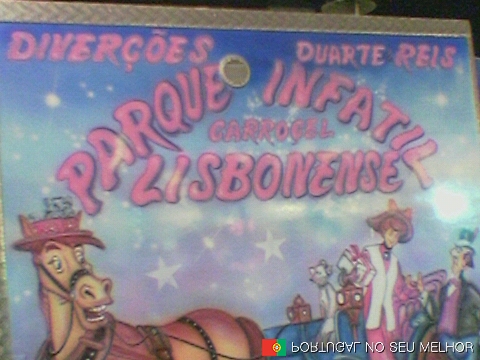 DIVERÇÕES DUARTE REIS
PARQUE INFATIL
CARROCEL
LISBONENSE
PORTUGAL NO SEU MELHOR